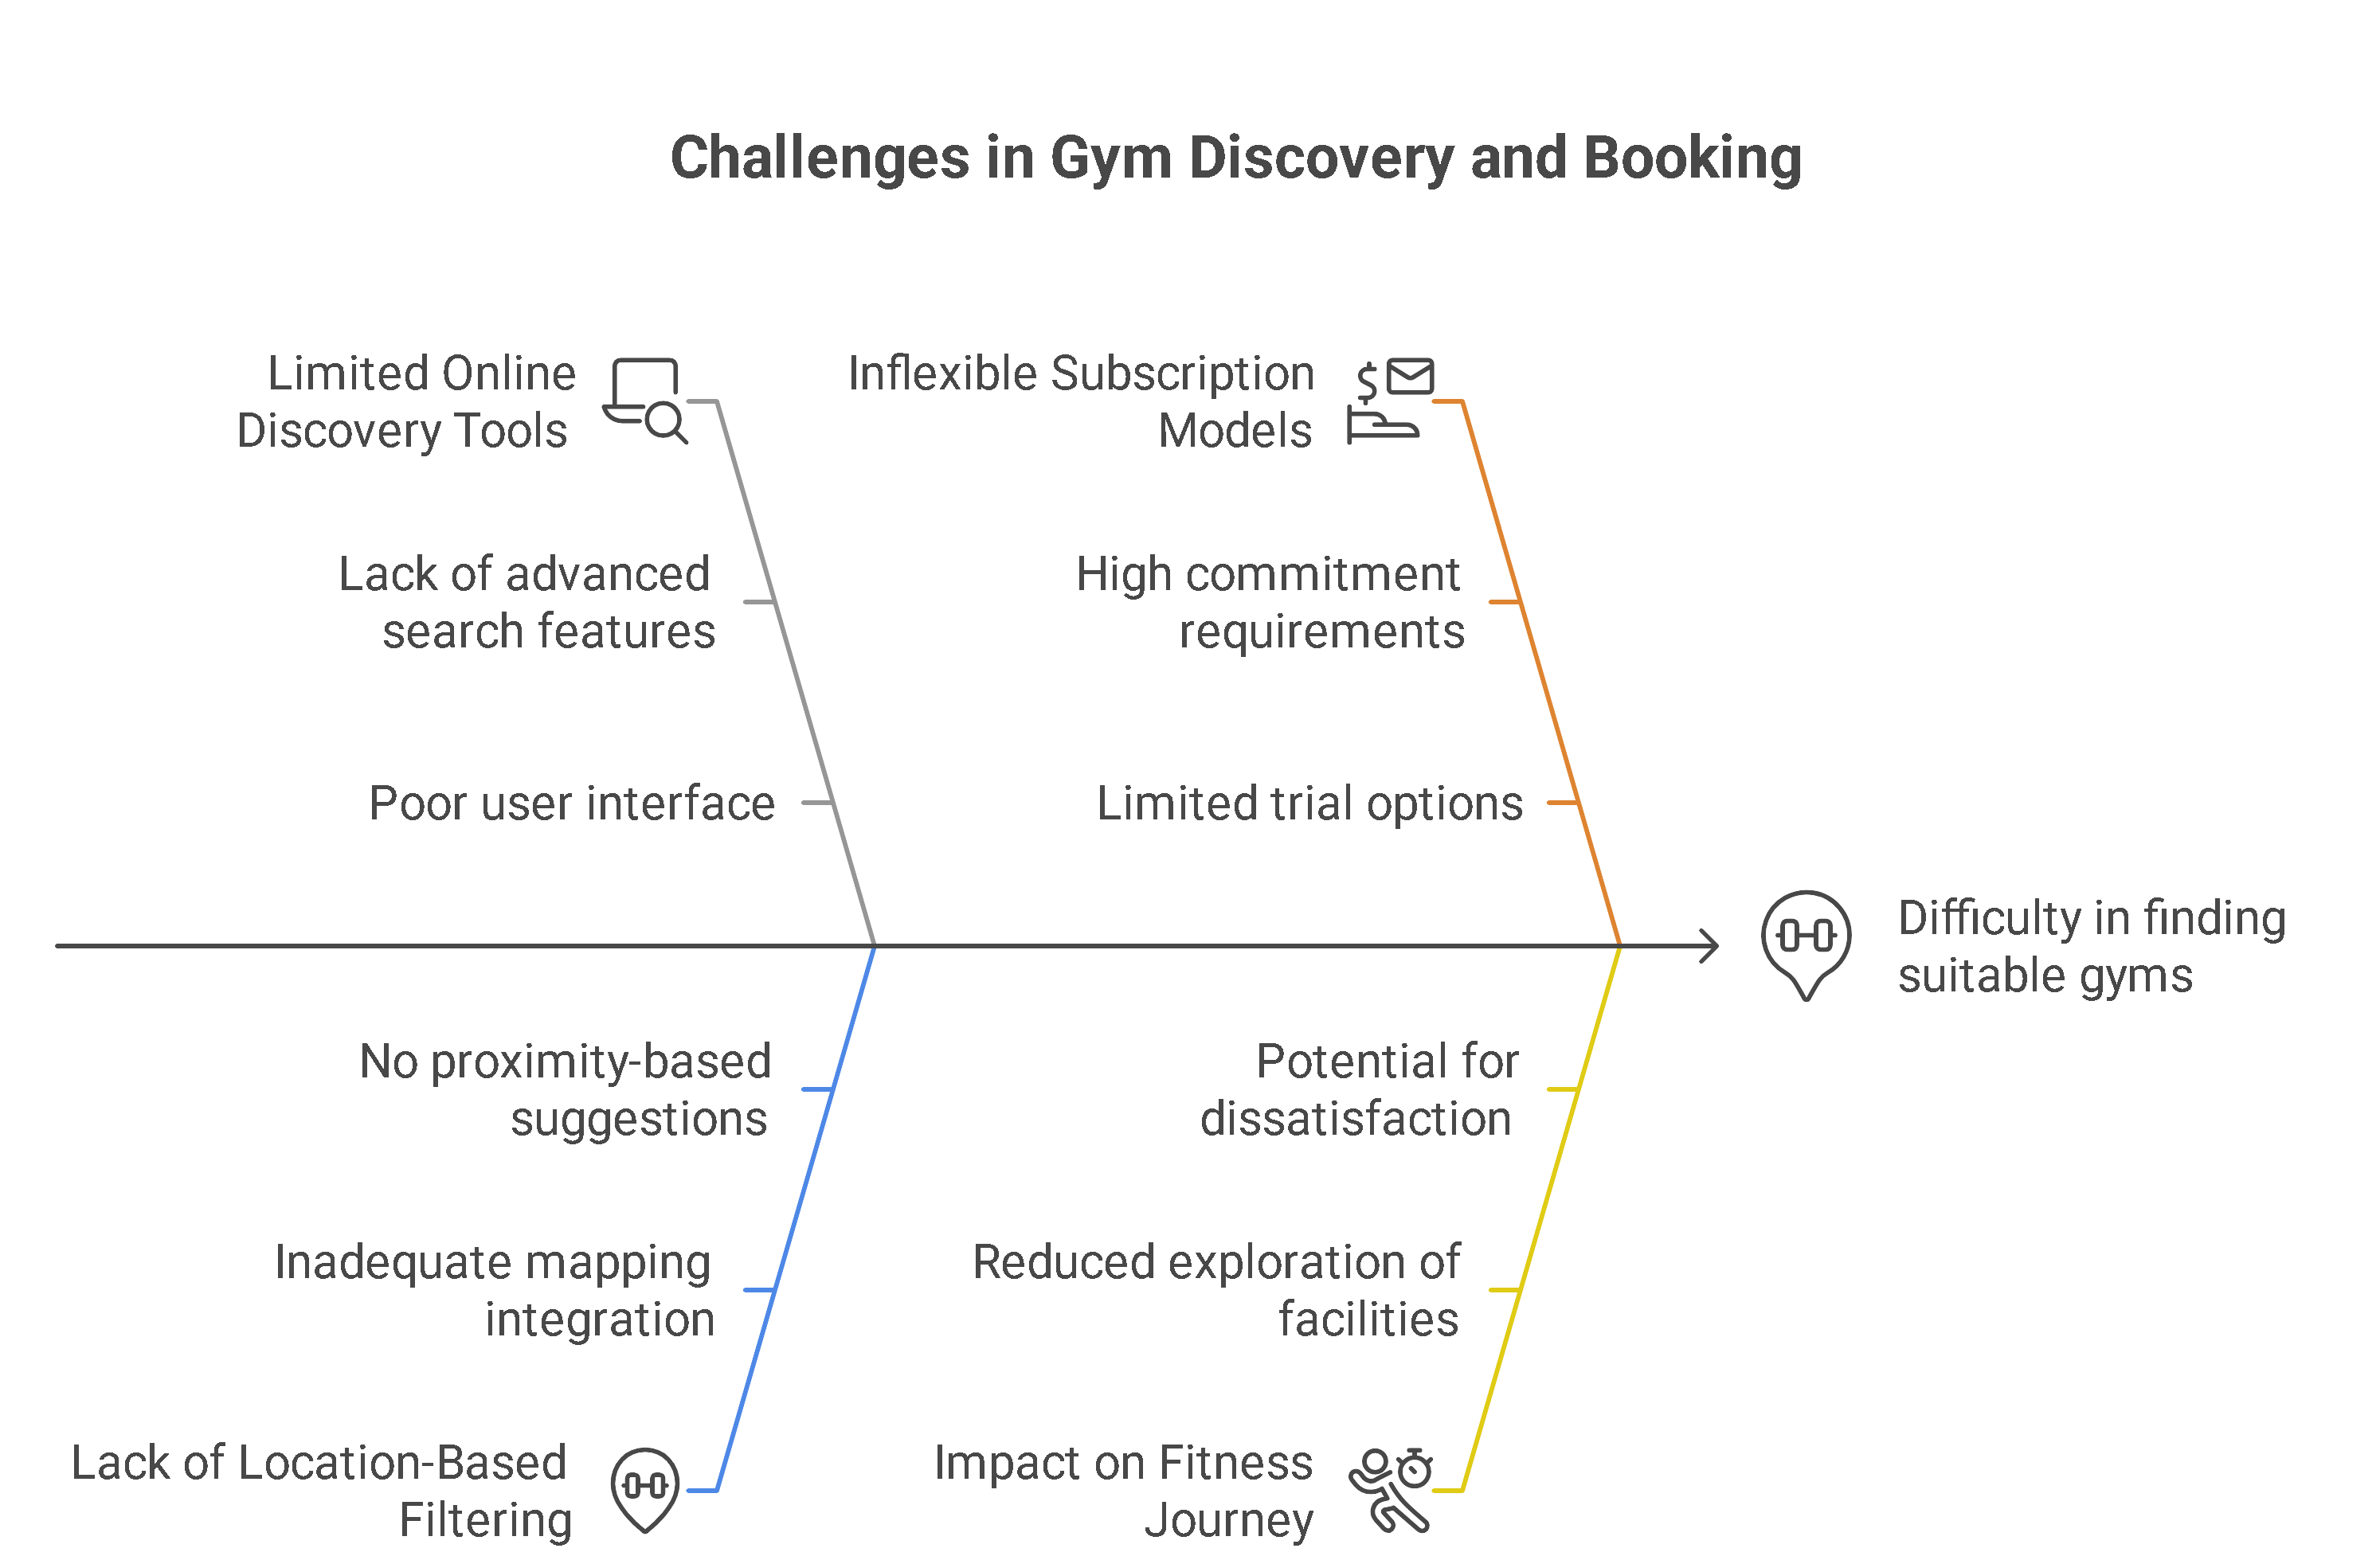 Challenges in Gym Discovery and Booking
Limited Online
Discovery Tools
Lack of advanced
search features
Poor user interface
Inflexible Subscription
Models
High commitment
requirements
Limited trial options
Difficulty in finding
suitable gyms
No proximity-based
suggestions
Inadequate mapping
integration
Lack of Location-Based
Filtering
Potential for
dissatisfaction
Reduced exploration of
facilities
Impact on Fitness
Journey